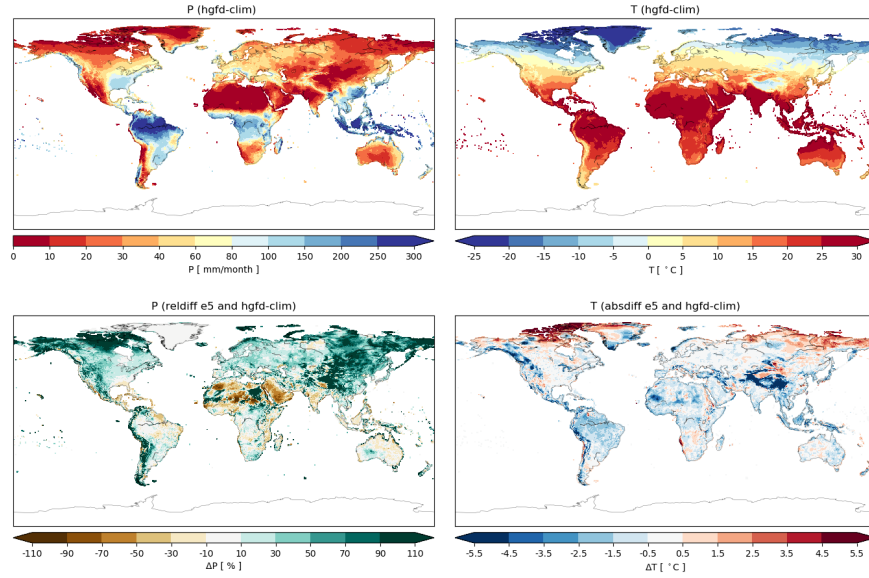 P (hgfd-clim)
T (hgfd-clim)
0 10 20 30 40 60 80 100 150 200 250 300
P [ mm/month ]
-25 -20 -15 -10 -5 0 5 10 15 20 25 30
T [ °C ]
P (reldiff e5 and hgfd-clim)
T (absdiff e5 and hgfd-clim)
-110 -90 -70 -50 -30 -10 10 30 50 70 90 110
ΔP [ % ]
-5.5 -4.5 -3.5 -2.5 -1.5 -0.5 0.5 1.5 2.5 3.5 4.5 5.5
ΔT [ °C ]